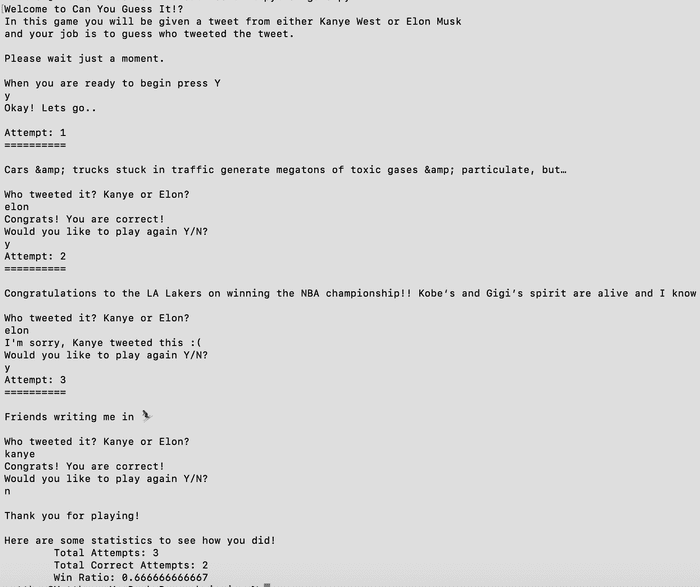 Welcome to Can You Guess It!?
In this game you will be given a tweet from either Kanye West or Elon Musk
and your job is to guess who tweeted the tweet.
Please wait just a moment.
When you are ready to begin press Y
y
Okay! Lets go..
Attempt: 1
==========
Cars &amp; trucks stuck in traffic generate megatons of toxic gases &amp; particulate, but…
Who tweeted it? Kanye or Elon?
elon
Congrats! You are correct!
Would you like to play again Y/N?
y
Attempt: 2
==========
Congratulations to the LA Lakers on winning the NBA championship!! Kobe’s and Gigi’s spirit are alive and I know
Who tweeted it? Kanye or Elon?
elon
I'm sorry, Kanye tweeted this :(
Would you like to play again Y/N?
y
Attempt: 3
==========
Friends writing me in
Who tweeted it? Kanye or Elon?
kanye
Congrats! You are correct!
Would you like to play again Y/N?
n
Thank you for playing!
Here are some statistics to see how you did!
Total Attempts: 3
Total Correct Attempts: 2
Win Ratio: 0.666666666667